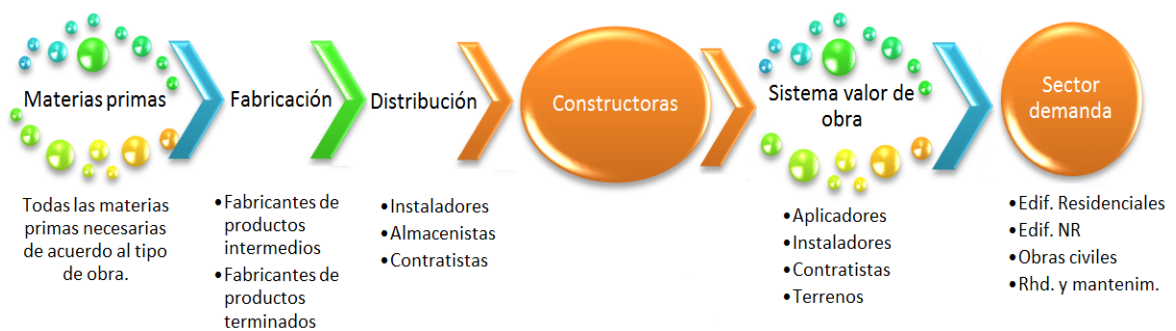 Materias primas
Todas las materias
primas necesarias
de acuerdo al tipo
de obra.
Fabricación
•Fabricantes de
productos
intermedios
•Fabricantes de
productos
terminados
Distribución
•Instaladores
•Almacenistas
•Contratistas
Constructoras
Sistema valor de
obra
•Aplicadores
•Instaladores
•Contratistas
•Terrenos
Sector
demanda
•Edif. Residenciales
•Edif. NR
•Obras civiles
•Rhd. y mantenim.